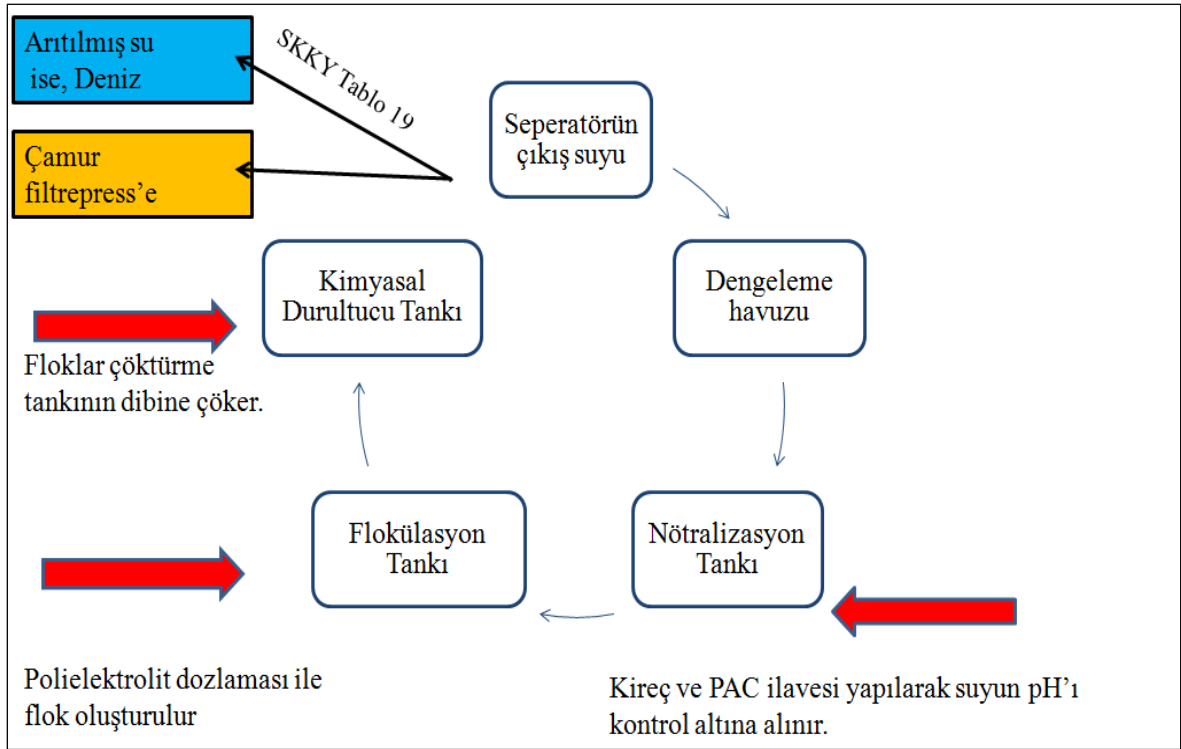 Arıtılmış su
ise, Deniz
SKKY Tablo 19
Çamur
filtrepress’e
Seperatörün
çıkış suyu
Dengeleme
havuzu
Nötralizasyon
Tankı
Kireç ve PAC ilavesi yapılarak suyun pH’ı
kontrol altına alınır.
Flokülasyon
Tankı
Polielektrolit dozlaması ile
flok oluşturulur
Kimyasal
Durultucu Tankı
Floklar çöktürme
tankının dibine çöker.